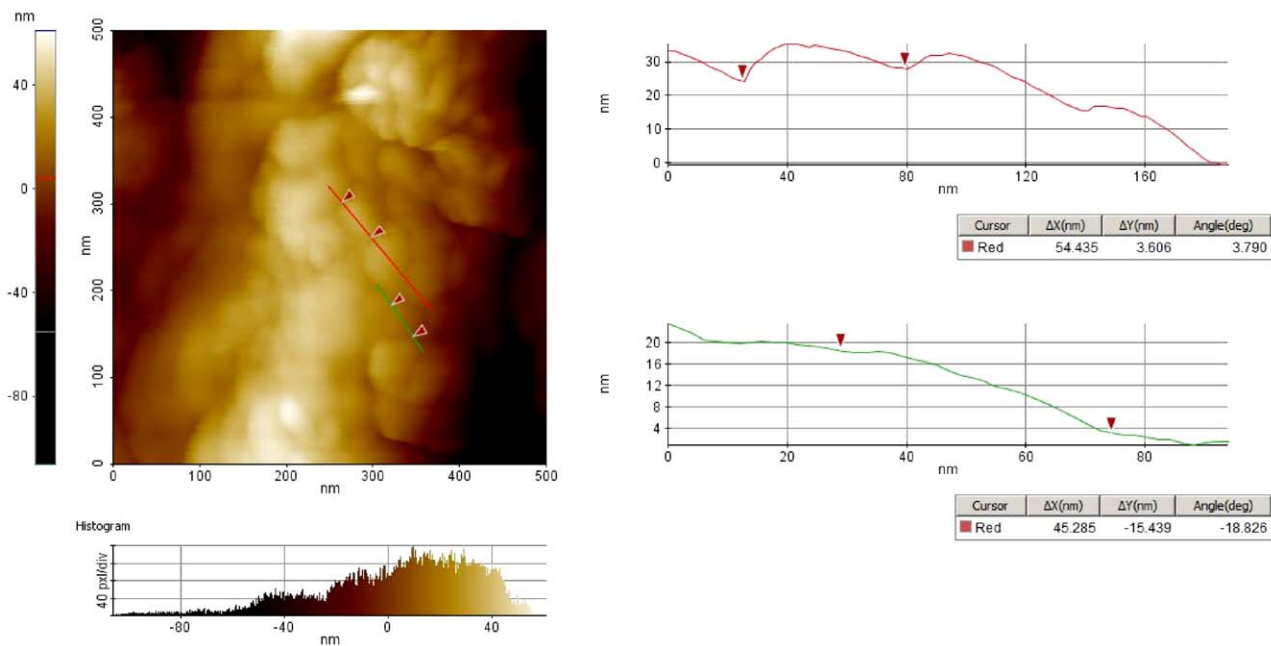 nm
40
0
-40
-80
500
400
300
200
100
0
nm
0 100 200 300 400 500
nm
Histogram
40 pxl/div
-80 -40 0 40
nm
30
20
10
0
nm
0 40 80 120 160
nm
Cursor ΔX(nm) ΔY(nm) Angle(deg)
Red 54.435 3.606 3.790
20
16
12
8
4
nm
0 20 40 60 80
nm
Cursor ΔX(nm) ΔY(nm) Angle(deg)
Red 45.285 -15.439 -18.826